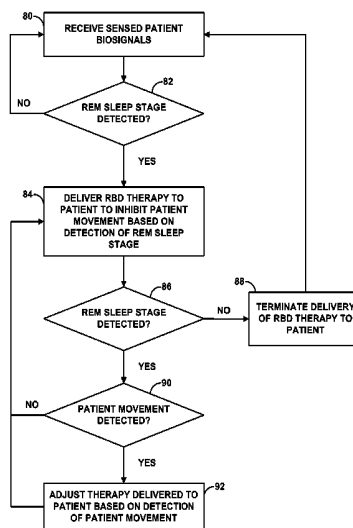 80
RECEIVE SENSED PATIENT
BIOSIGNALS
82
NO
REM SLEEP STAGE
DETECTED?
YES
84
DELIVER RBD THERAPY TO
PATIENT TO INHIBIT PATIENT
MOVEMENT BASED ON
DETECTION OF REM SLEEP
STAGE
86
88
REM SLEEP STAGE
DETECTED?
NO
TERMINATE DELIVERY
OF RBD THERAPY TO
PATIENT
YES
90
NO
PATIENT MOVEMENT
DETECTED?
YES
92
ADJUST THERAPY DELIVERED TO
PATIENT BASED ON DETECTION
OF PATIENT MOVEMENT